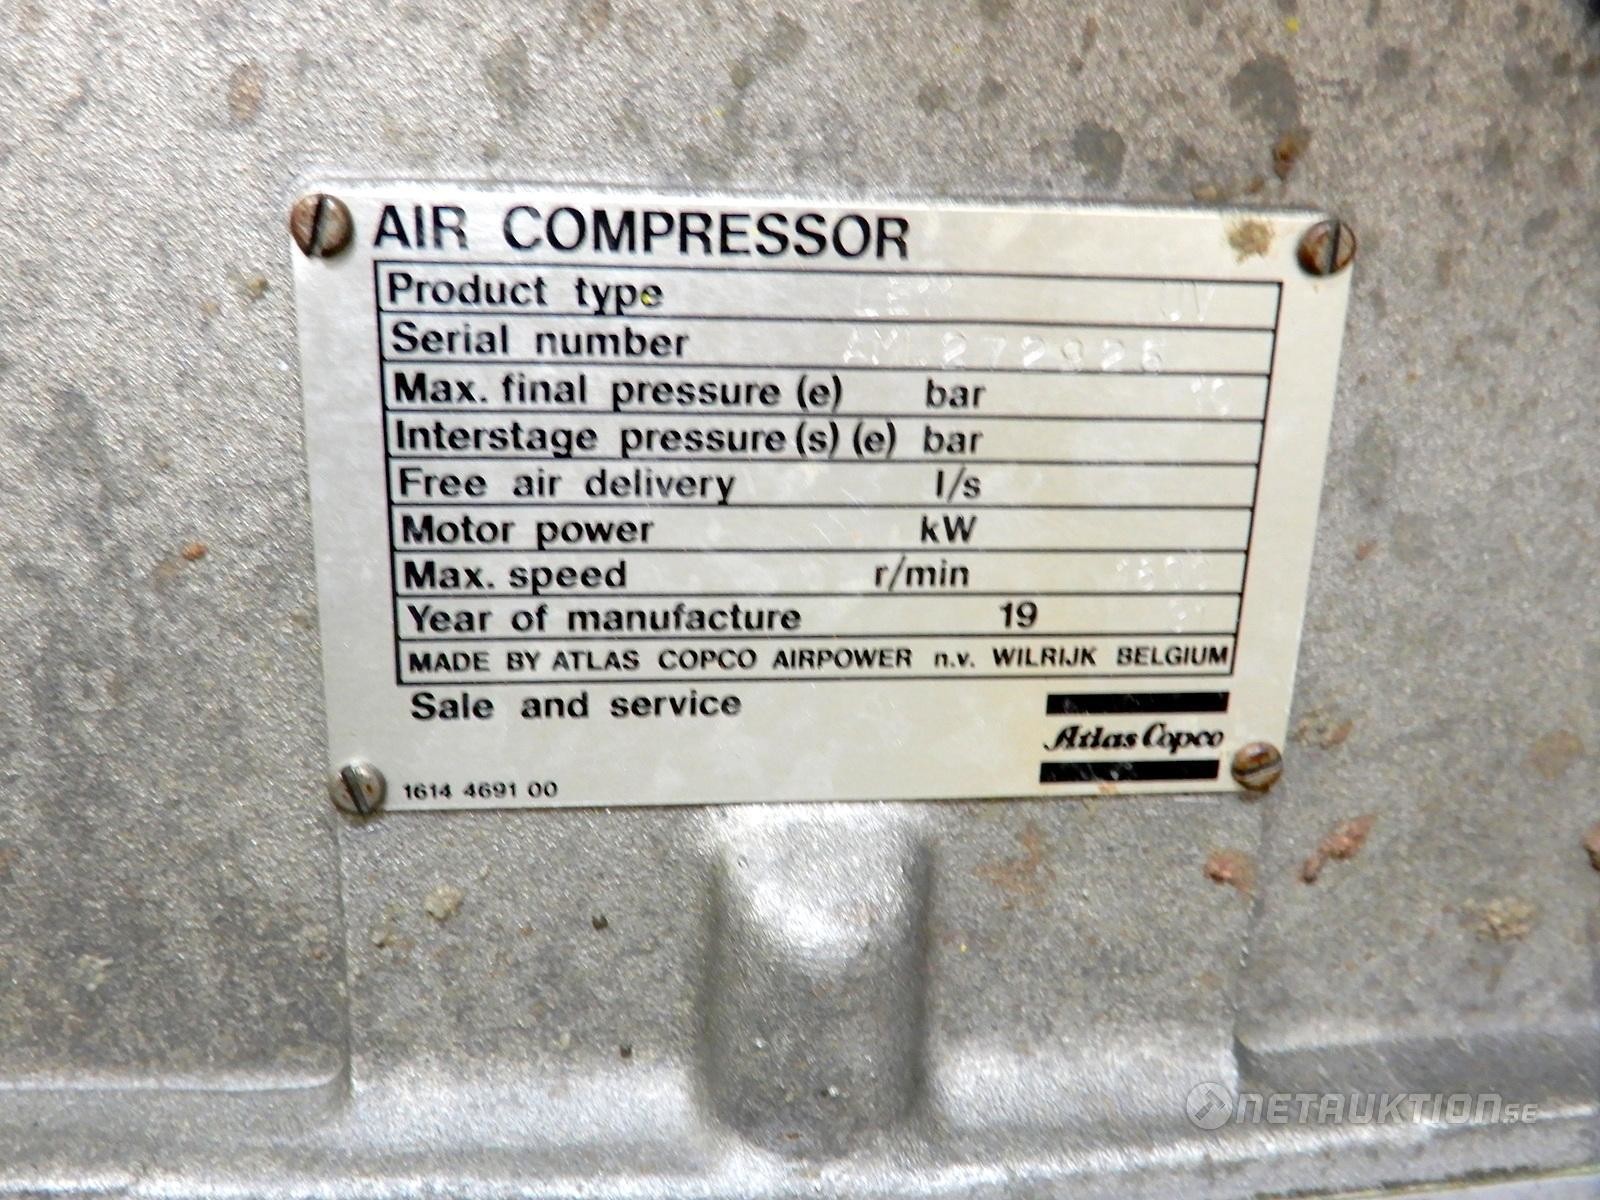 AIR COMPRESSOR
Product type
Serial number 272926
Max. final pressure (e) bar
Interstage pressure (s) (e) bar
Free air delivery l/s
Motor power kW
Max. speed r/min
Year of manufacture 19
MADE BY ATLAS COPCO AIRPOWER n.v. WILRIJK BELGIUM
Sale and service
Atlas Copco
1614 4691 00
NETAUKTION.SE